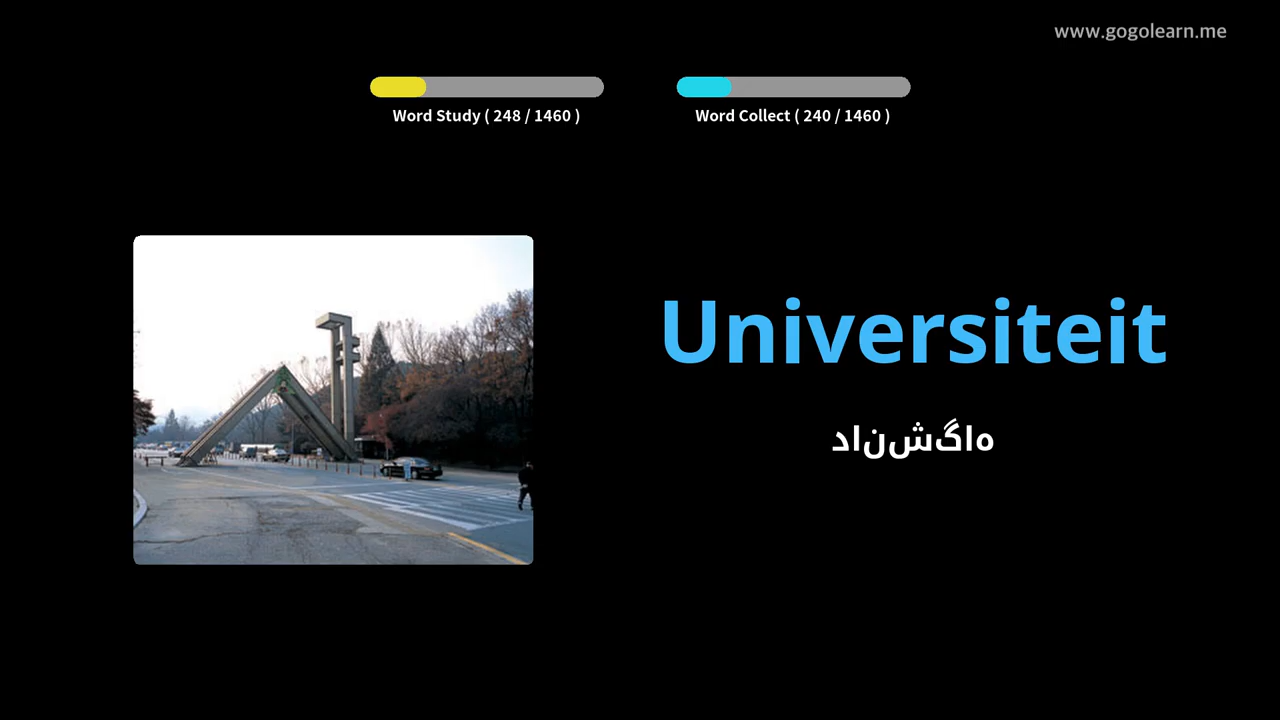 www.gogolearn.me
Word Study ( 248 / 1460 )
Word Collect ( 240 / 1460 )
Universiteit
دانشگاه